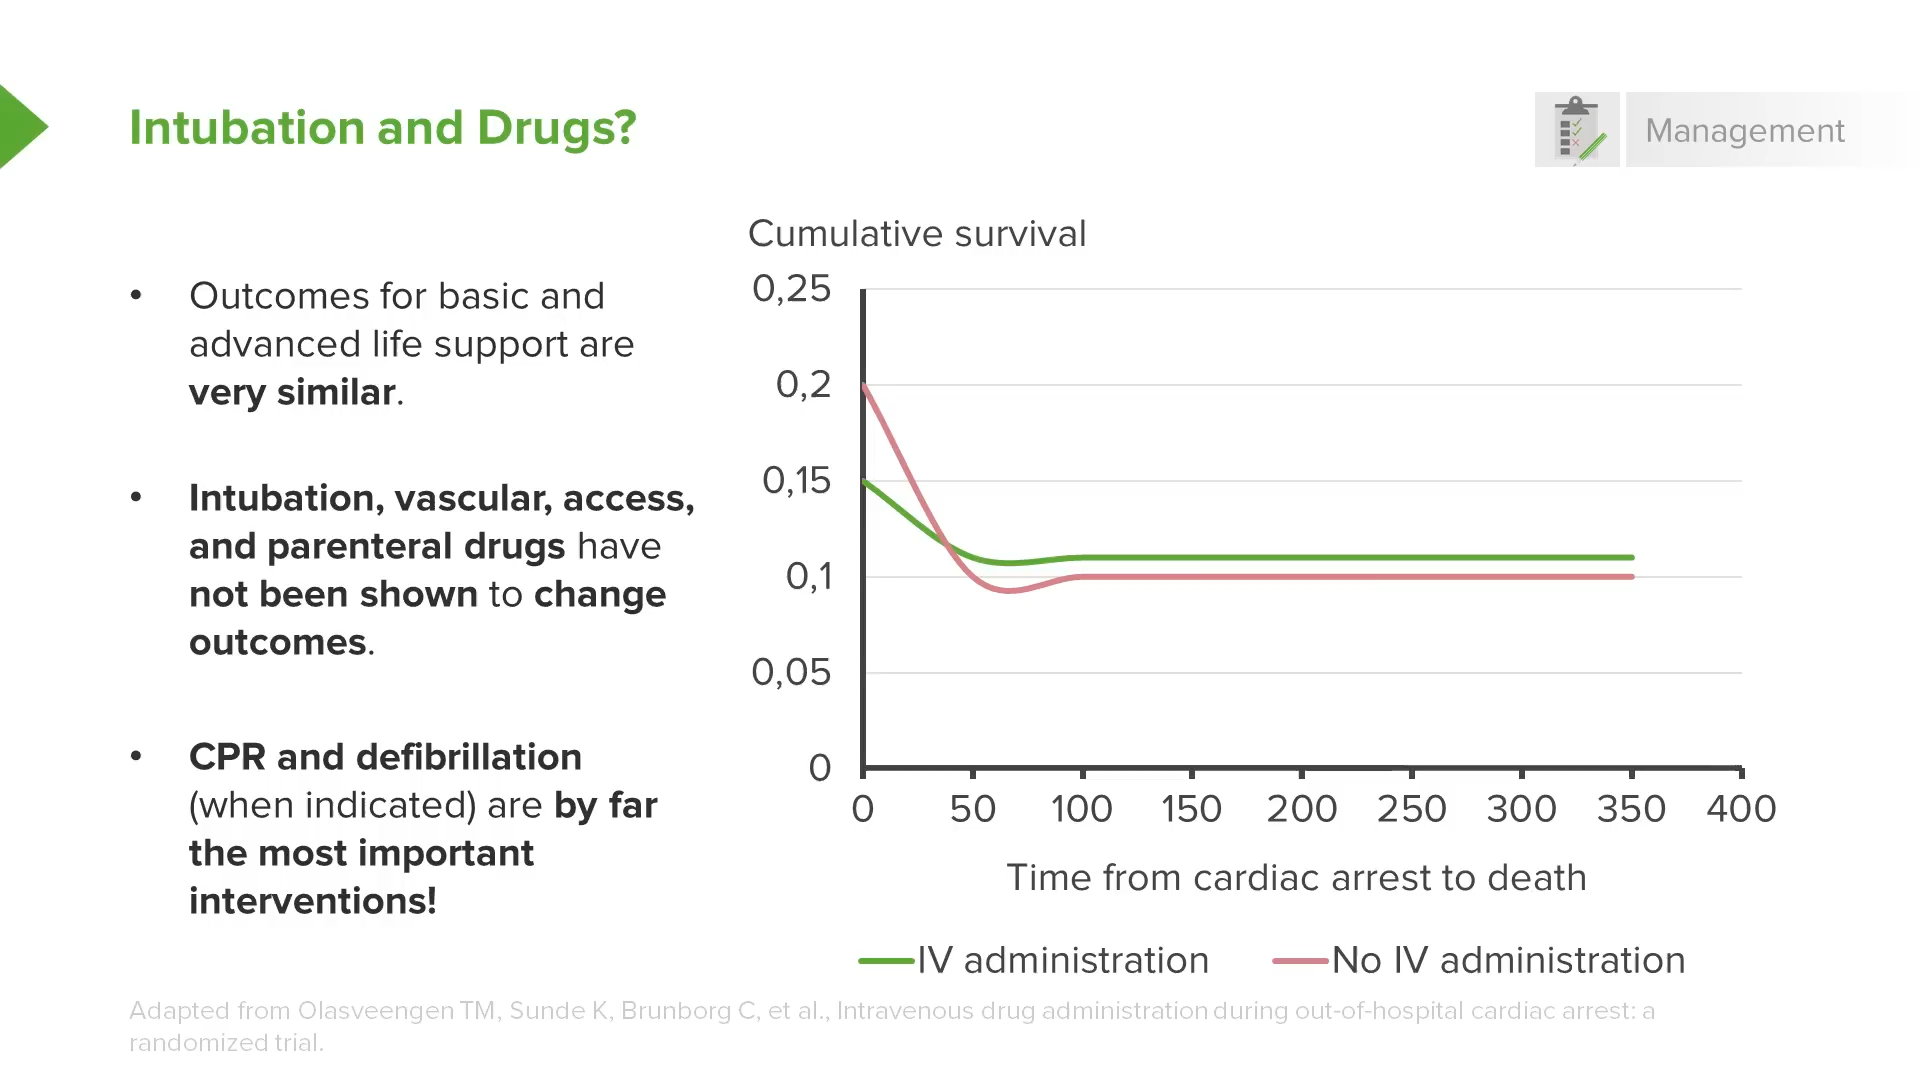 Intubation and Drugs?
Management
• Outcomes for basic and
advanced life support are
very similar.
• Intubation, vascular, access,
and parenteral drugs have
not been shown to change
outcomes.
• CPR and defibrillation
(when indicated) are by far
the most important
interventions!
Cumulative survival
0,25
0,2
0,15
0,1
0,05
0
0 50 100 150 200 250 300 350 400
Time from cardiac arrest to death
IV administration No IV administration
Adapted from Olasveengen TM, Sunde K, Brunborg C, et al., Intravenous drug administration during out-of-hospital cardiac arrest: a
randomized trial.